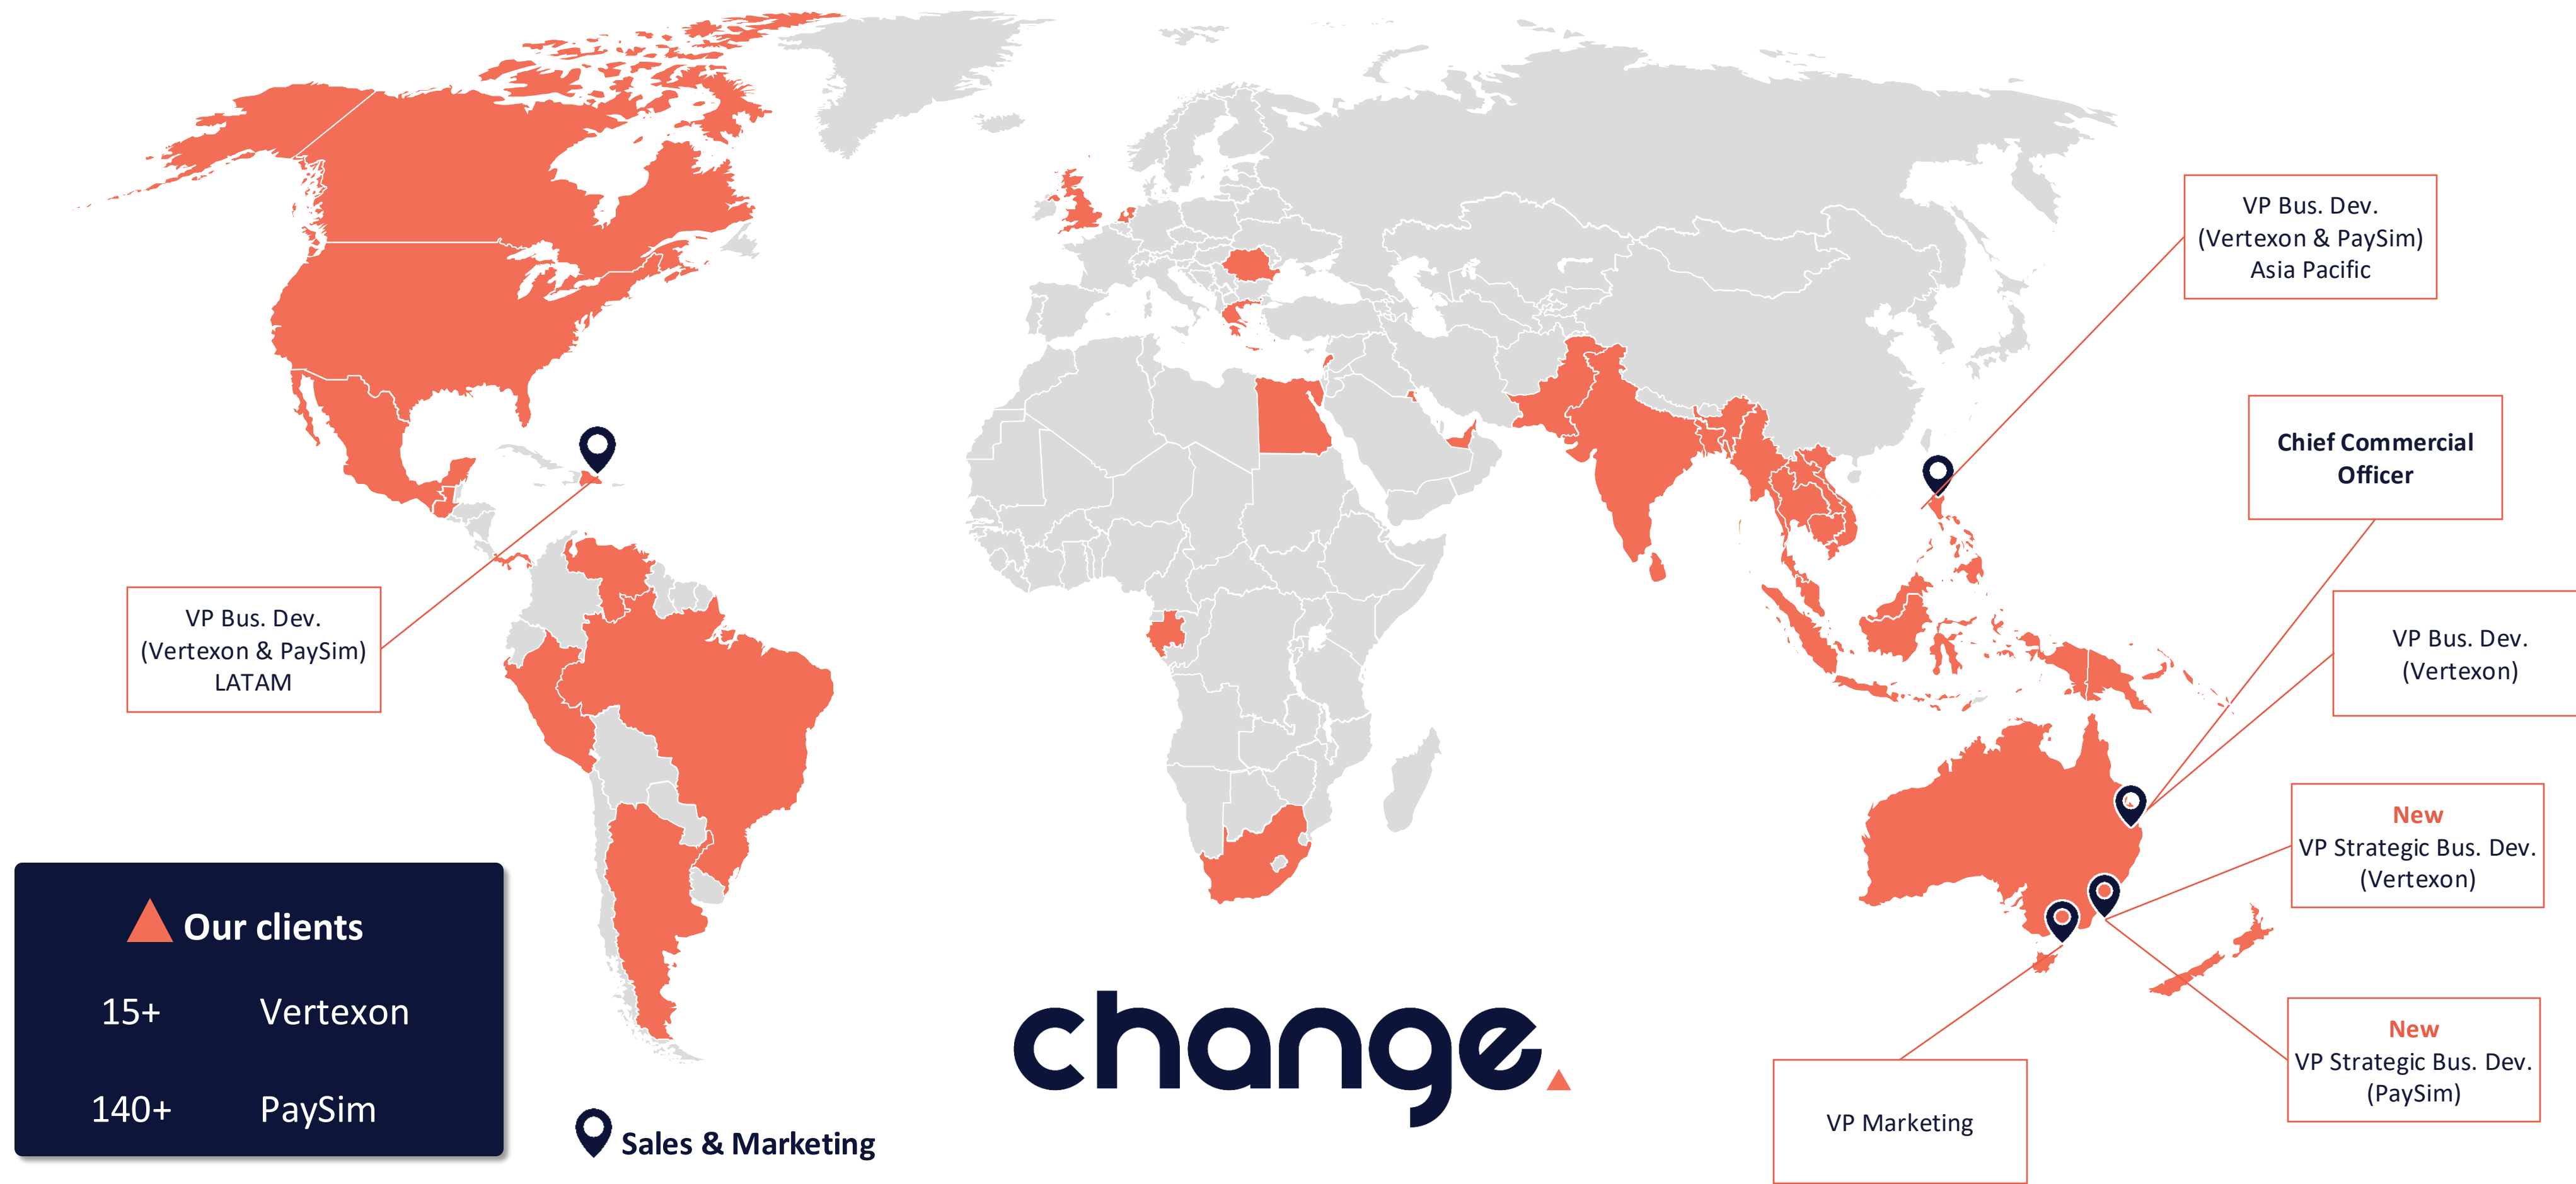 VP Bus. Dev.
(Vertexon & PaySim)
Asia Pacific
Chief Commercial
Officer
VP Bus. Dev.
(Vertexon & PaySim)
LATAM
VP Bus. Dev.
(Vertexon)
New
VP Strategic Bus. Dev.
(Vertexon)
Our clients
15+ Vertexon
140+ PaySim
change.
Sales & Marketing
New
VP Strategic Bus. Dev.
(PaySim)
VP Marketing